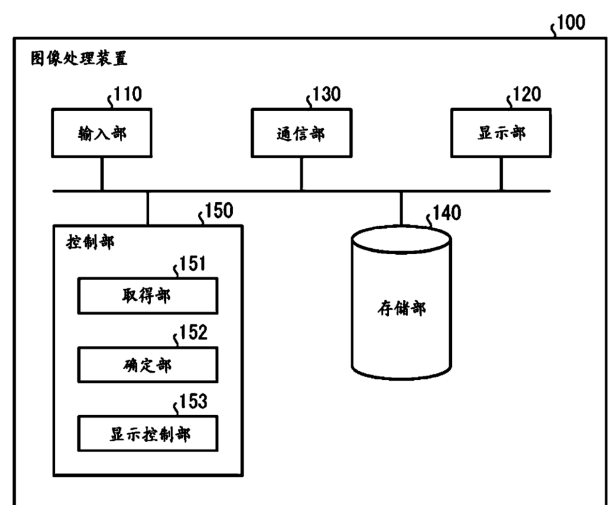 100
图像处理装置
110
130
120
输入部
通信部
显示部
150
140
控制部
151
取得部
存储部
152
确定部
153
显示控制部